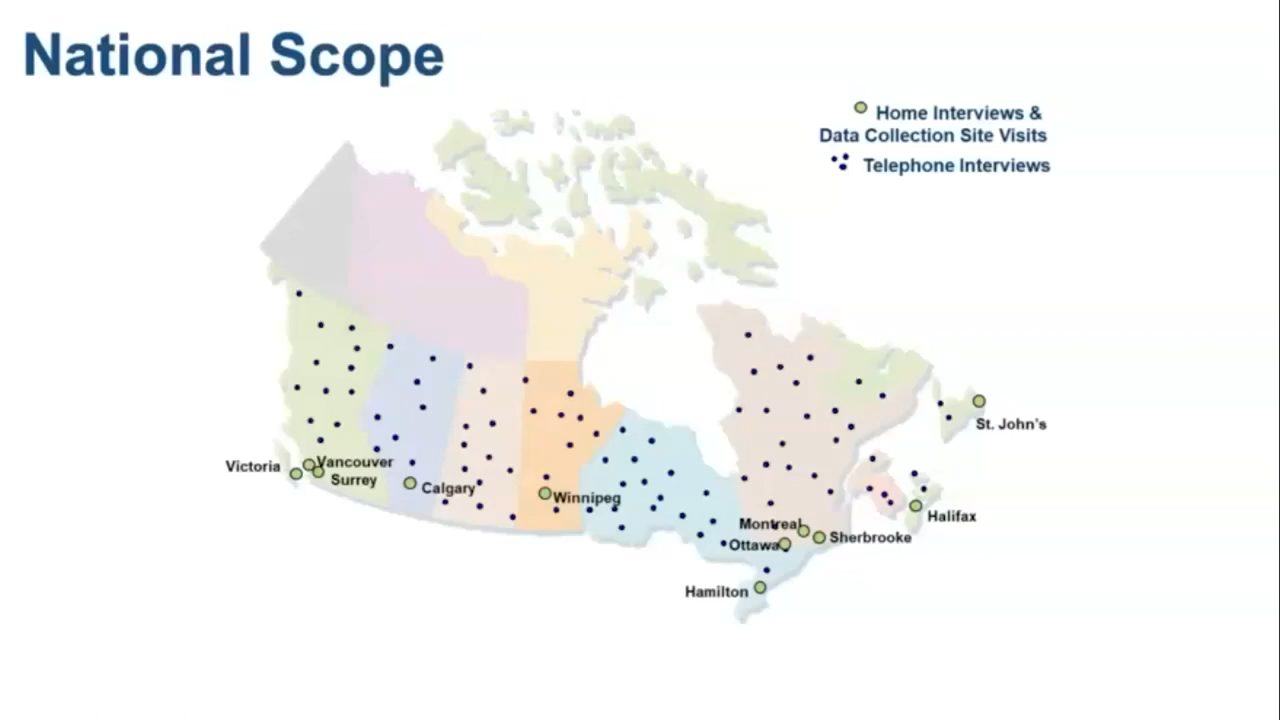 National Scope
Home Interviews &
Data Collection Site Visits
Telephone Interviews
St. John's
Victoria
Vancouver
Surrey
Calgary
Winnipeg
Halifax
Montreal
Ottawa
Sherbrooke
Hamilton